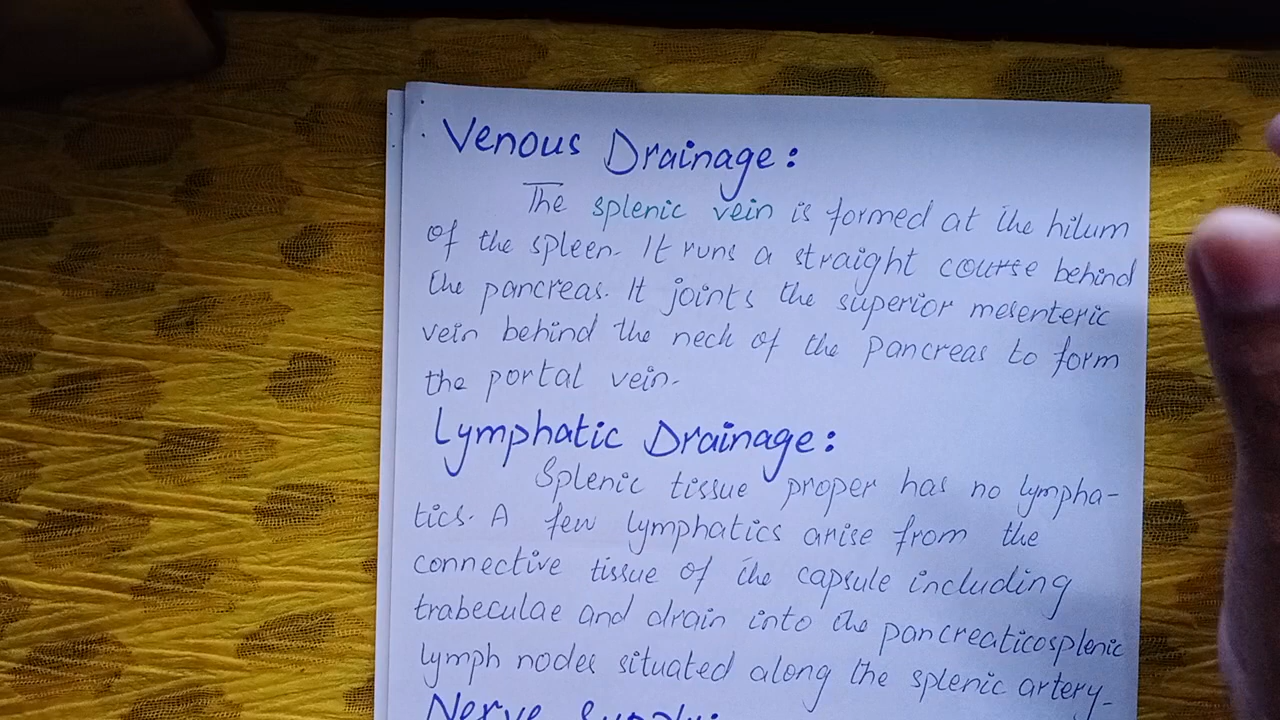 Venous Drainage:
The splenic vein is formed at the hilum
of the spleen. It runs a straight course behind
the pancreas. It joints the superior mesenteric
vein behind the neck of the pancreas to form
the portal vein.
Lymphatic Drainage:
Splenic tissue proper has no lympha-
tics. A few lymphatics arise from the
connective tissue of the capsule including
trabeculae and drain into the pancreaticosplenic
lymph nodes situated along the splenic artery.
Nerve Supply: